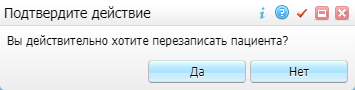 Подтвердите действие
Вы действительно хотите перезаписать пациента?
Да
Нет